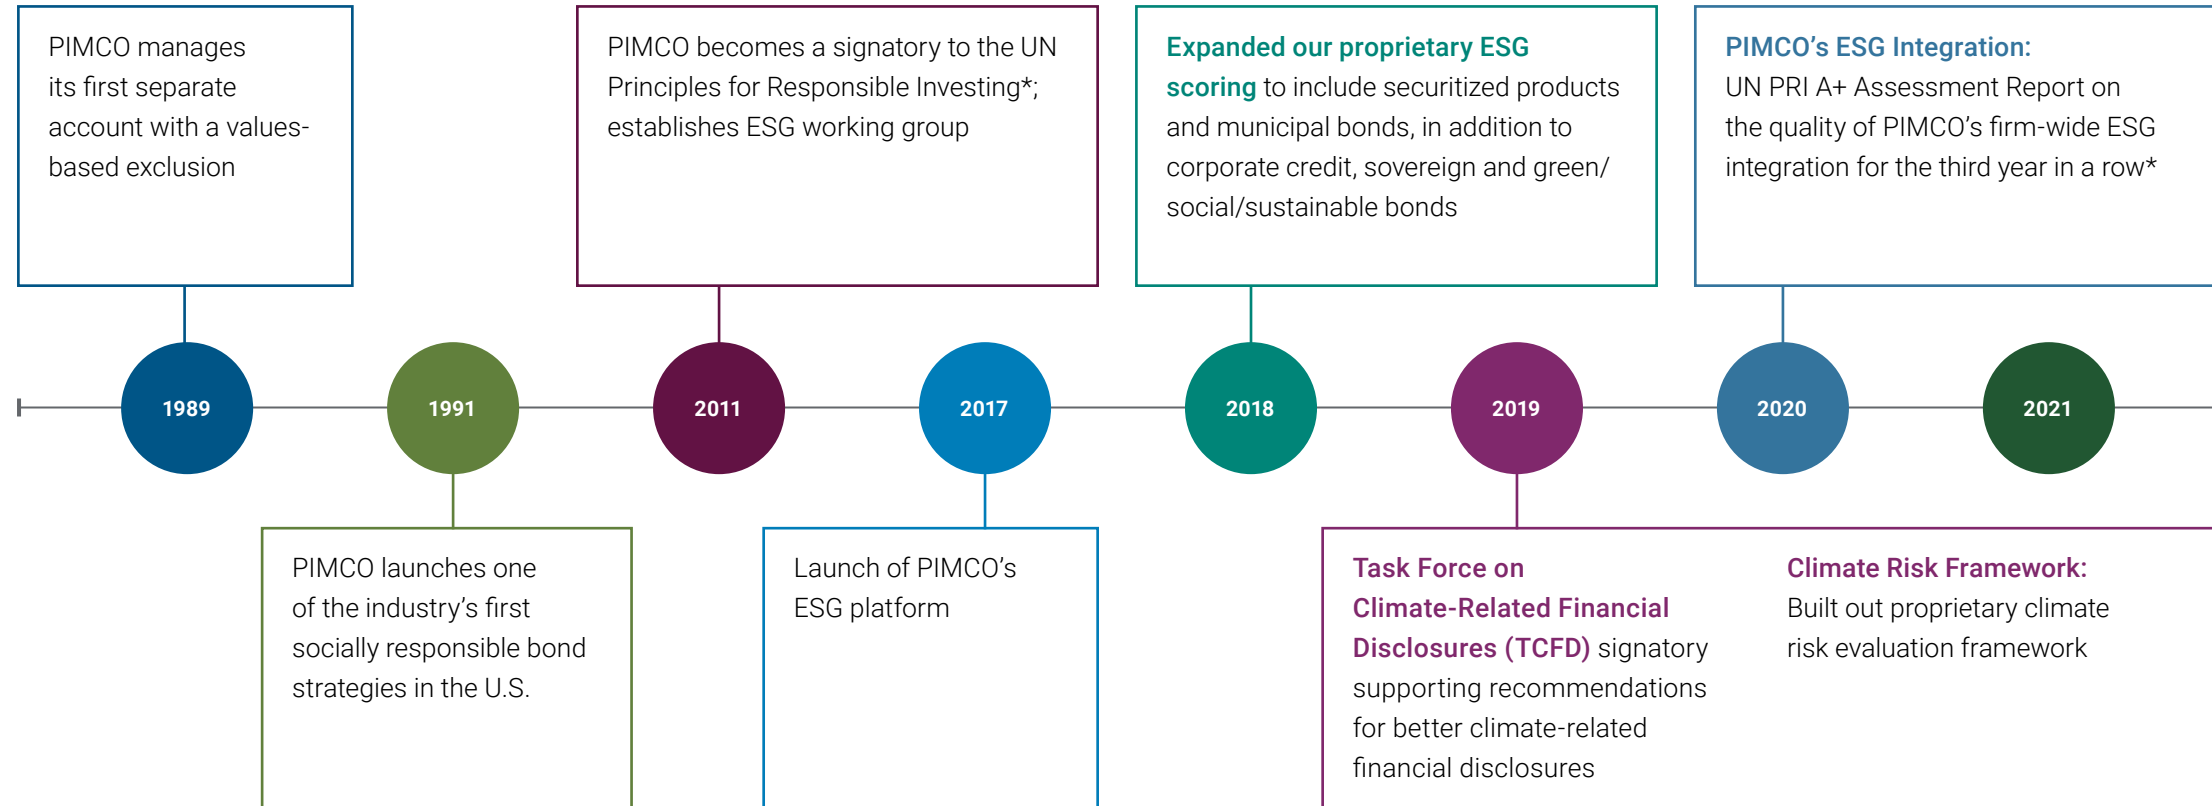 PIMCO manages
its first separate
account with a values-
based exclusion
PIMCO becomes a signatory to the UN
Principles for Responsible Investing*;
establishes ESG working group
Expanded our proprietary ESG
scoring to include securitized products
and municipal bonds, in addition to
corporate credit, sovereign and green/
social/sustainable bonds
PIMCO’s ESG Integration:
UN PRI A+ Assessment Report on
the quality of PIMCO’s firm-wide ESG
integration for the third year in a row*
1989
1991
2011
2017
2018
2019
2020
2021
PIMCO launches one
of the industry’s first
socially responsible bond
strategies in the U.S.
Launch of PIMCO’s
ESG platform
Task Force on
Climate-Related Financial
Disclosures (TCFD) signatory
supporting recommendations
for better climate-related
financial disclosures
Climate Risk Framework:
Built out proprietary climate
risk evaluation framework